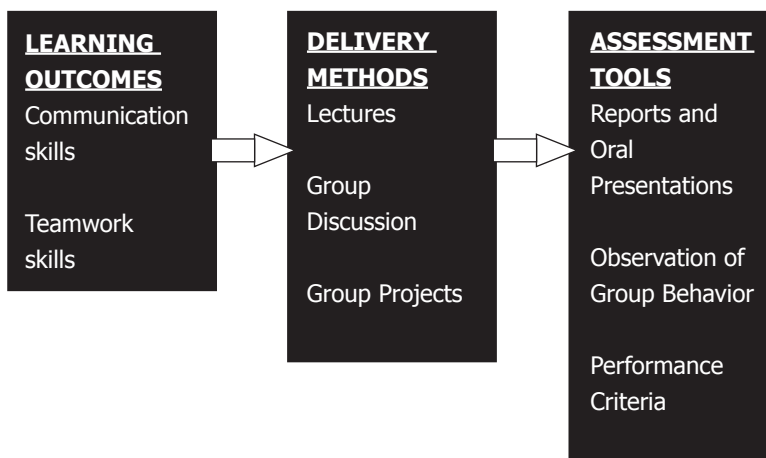 LEARNING
OUTCOMES
Communication
skills
Teamwork
skills
DELIVERY
METHODS
Lectures
Group
Discussion
Group Projects
ASSESSMENT
TOOLS
Reports and
Oral
Presentations
Observation of
Group Behavior
Performance
Criteria